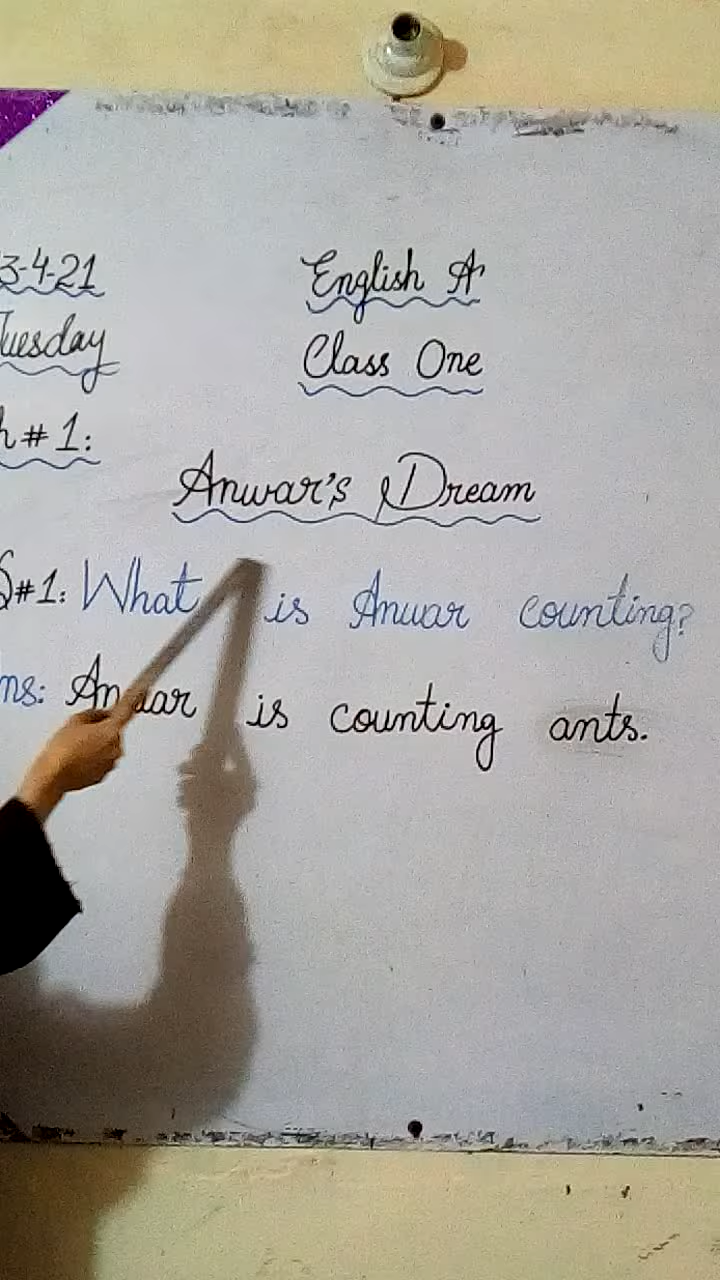 3-4-21 English A
Tuesday Class One
h # 1:
Anwar's Dream
Q#1: What is Anwar counting?
ns: Anwar is counting ants.